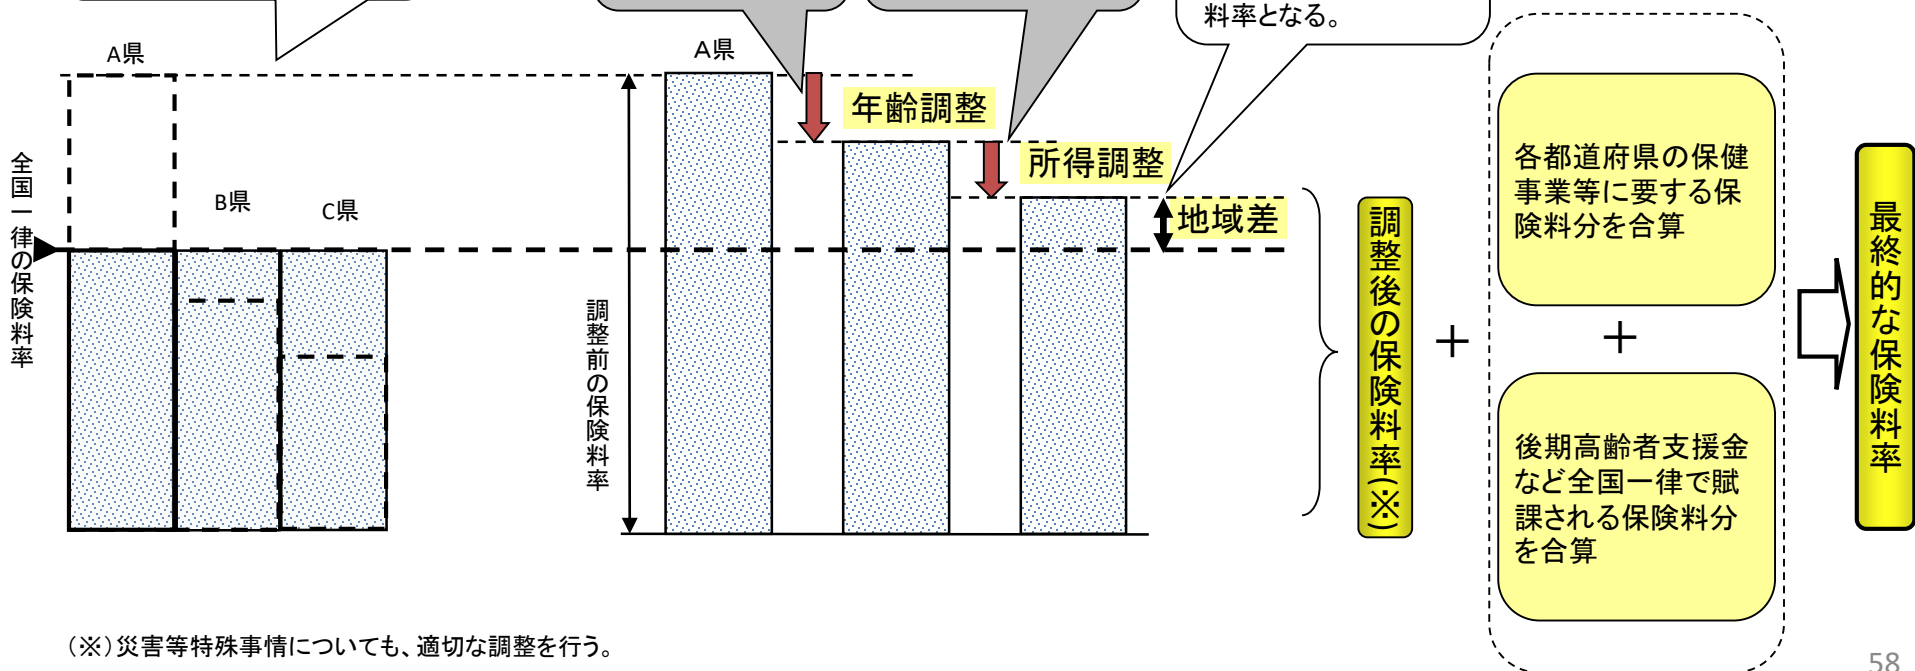 料率となる。
A県
A県
年齢調整
所得調整
B県
C県
地域差
全国一律の保険料率
調整前の保険料率
調整後の保険料率(※)
＋
各都道府県の保健
事業等に要する保
険料分を合算
＋
後期高齢者支援金
など全国一律で賦
課される保険料分
を合算
最終的な保険料率
(※)災害等特殊事情についても、適切な調整を行う。
58